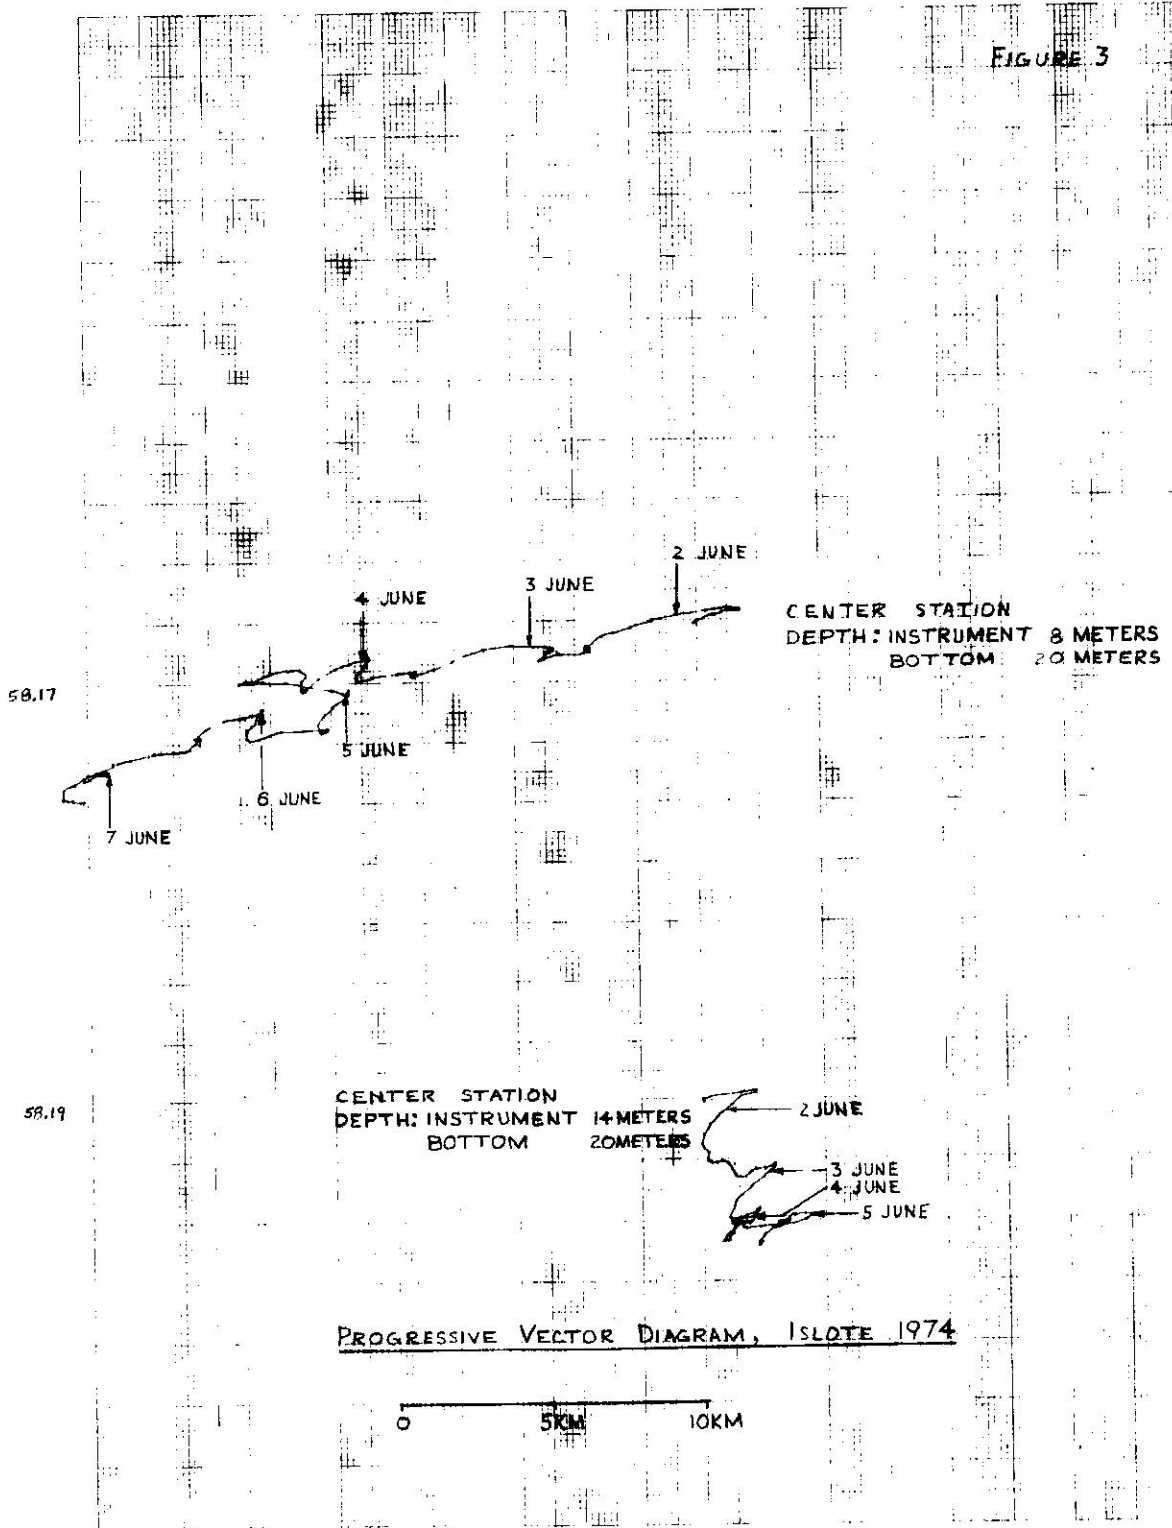 FIGURE 3
2 JUNE
3 JUNE
4 JUNE
CENTER STATION
DEPTH: INSTRUMENT 8 METERS
BOTTOM 20 METERS
58.17
5 JUNE
6 JUNE
7 JUNE
CENTER STATION
DEPTH: INSTRUMENT 14 METERS
BOTTOM 20 METERS
58.19
2 JUNE
3 JUNE
4 JUNE
5 JUNE
PROGRESSIVE VECTOR DIAGRAM, ISLOTE 1974
0 5KM 10KM